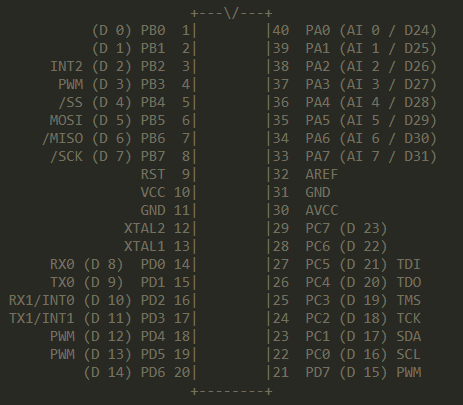 +---\/---+
           (D 0) PB0  1|        |40  PA0 (AI 0 / D24)
           (D 1) PB1  2|        |39  PA1 (AI 1 / D25)
      INT2 (D 2) PB2  3|        |38  PA2 (AI 2 / D26)
       PWM (D 3) PB3  4|        |37  PA3 (AI 3 / D27)
       /SS (D 4) PB4  5|        |36  PA4 (AI 4 / D28)
      MOSI (D 5) PB5  6|        |35  PA5 (AI 5 / D29)
     /MISO (D 6) PB6  7|        |34  PA6 (AI 6 / D30)
      /SCK (D 7) PB7  8|        |33  PA7 (AI 7 / D31)
                 RST  9|        |32  AREF
                 VCC 10|        |31  GND
                 GND 11|        |30  AVCC
               XTAL2 12|        |29  PC7 (D 23)
               XTAL1 13|        |28  PC6 (D 22)
      RX0 (D 8)  PD0 14|        |27  PC5 (D 21) TDI
      TX0 (D 9)  PD1 15|        |26  PC4 (D 20) TDO
 RX1/INT0 (D 10) PD2 16|        |25  PC3 (D 19) TMS
 TX1/INT1 (D 11) PD3 17|        |24  PC2 (D 18) TCK
      PWM (D 12) PD4 18|        |23  PC1 (D 17) SDA
      PWM (D 13) PD5 19|        |22  PC0 (D 16) SCL
          (D 14) PD6 20|        |21  PD7 (D 15) PWM
                       +--------+